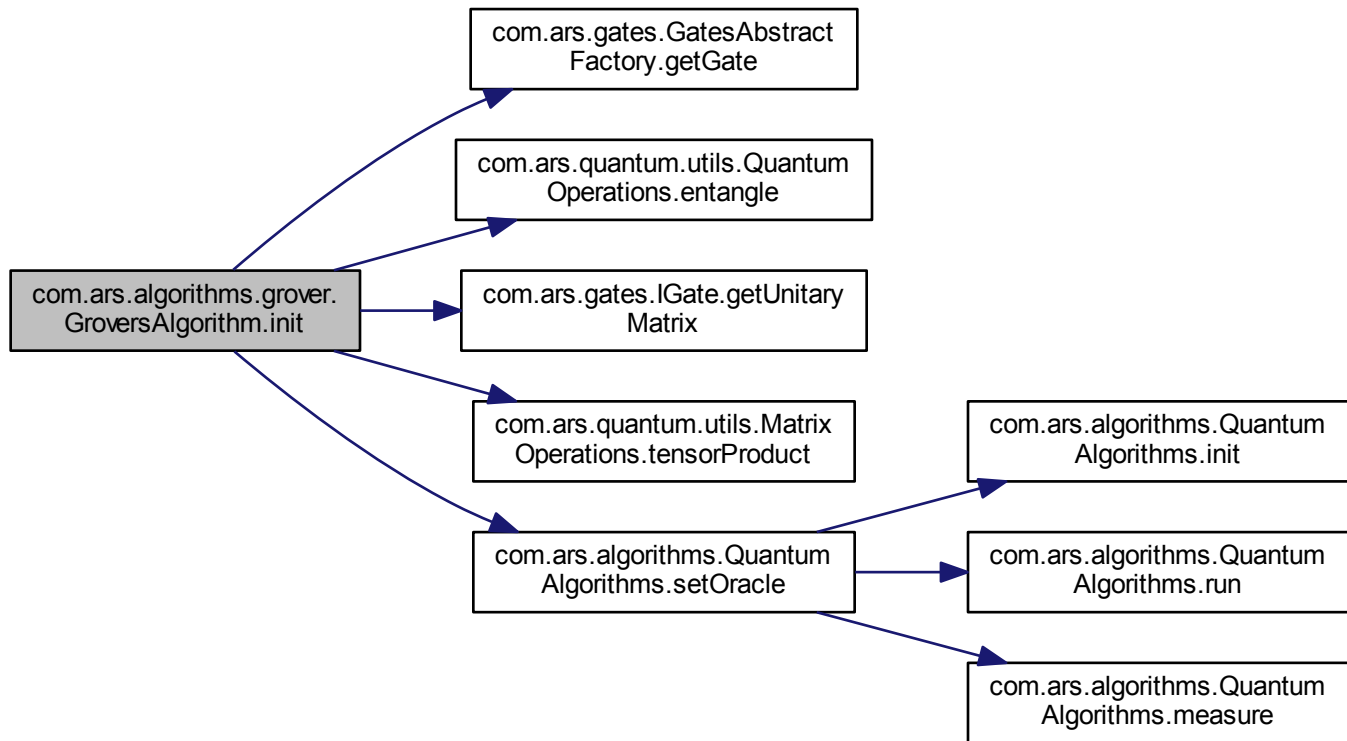 com.ars.gates.GatesAbstract
Factory.getGate
com.ars.quantum.utils.Quantum
Operations.entangle
com.ars.algorithms.grover.
GroversAlgorithm.init
com.ars.gates.IGate.getUnitary
Matrix
com.ars.quantum.utils.Matrix
Operations.tensorProduct
com.ars.algorithms.Quantum
Algorithms.setOracle
com.ars.algorithms.Quantum
Algorithms.init
com.ars.algorithms.Quantum
Algorithms.run
com.ars.algorithms.Quantum
Algorithms.measure